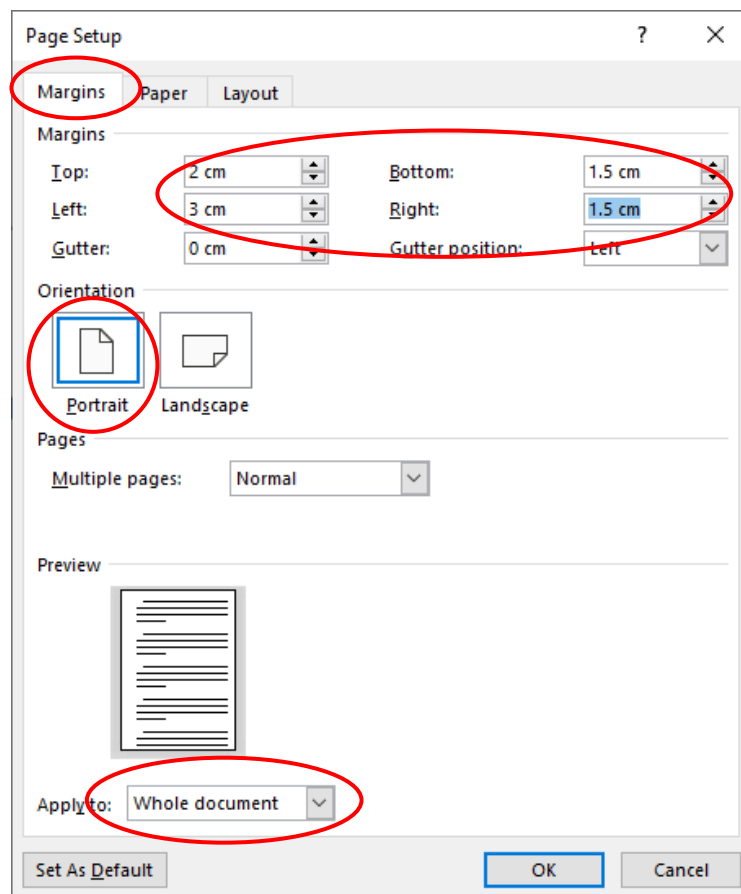 Page Setup ?
Margins Paper Layout
Margins
Top: 2 cm Bottom: 1.5 cm
Left: 3 cm Right: 1.5 cm
Gutter: 0 cm Gutter position: Left
Orientation
Portrait Landscape
Pages
Multiple pages: Normal
Preview
Apply to: Whole document
Set As Default OK Cancel